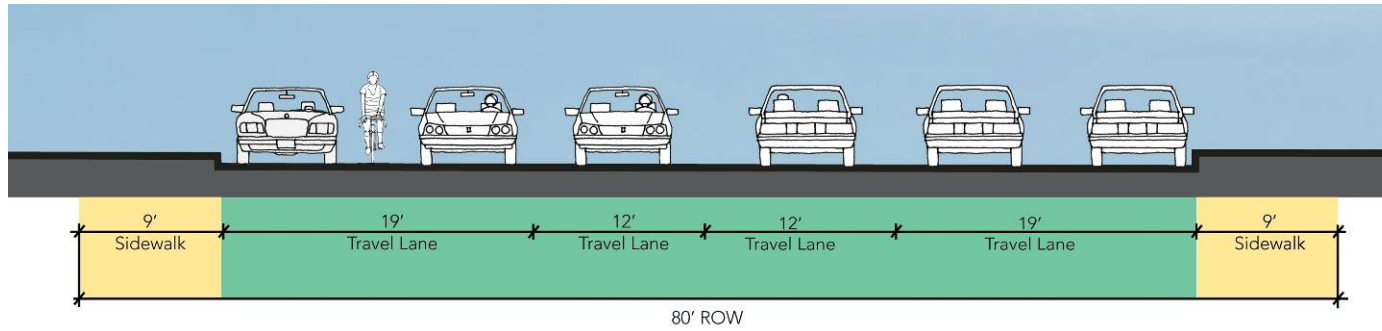 9’
Sidewalk
19’
Travel Lane
12’
Travel Lane
12’
Travel Lane
19’
Travel Lane
9’
Sidewalk
80’ ROW